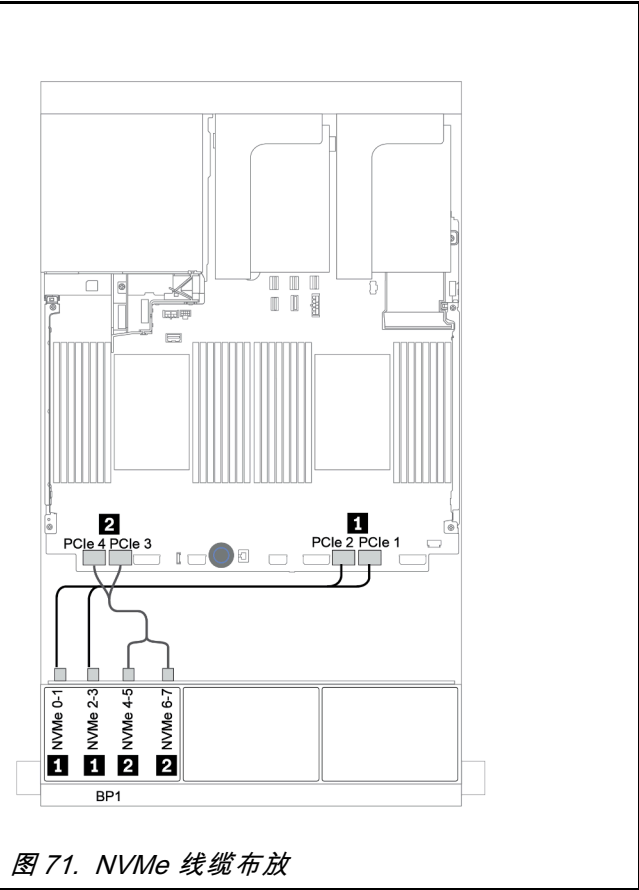 2
1
PCIe 4 PCIe 3
PCIe 2 PCIe 1
NVMe 0-1
NVMe 2-3
NVMe 4-5
NVMe 6-7
1 1 2 2
BP1
图 71. NVMe 线缆布放